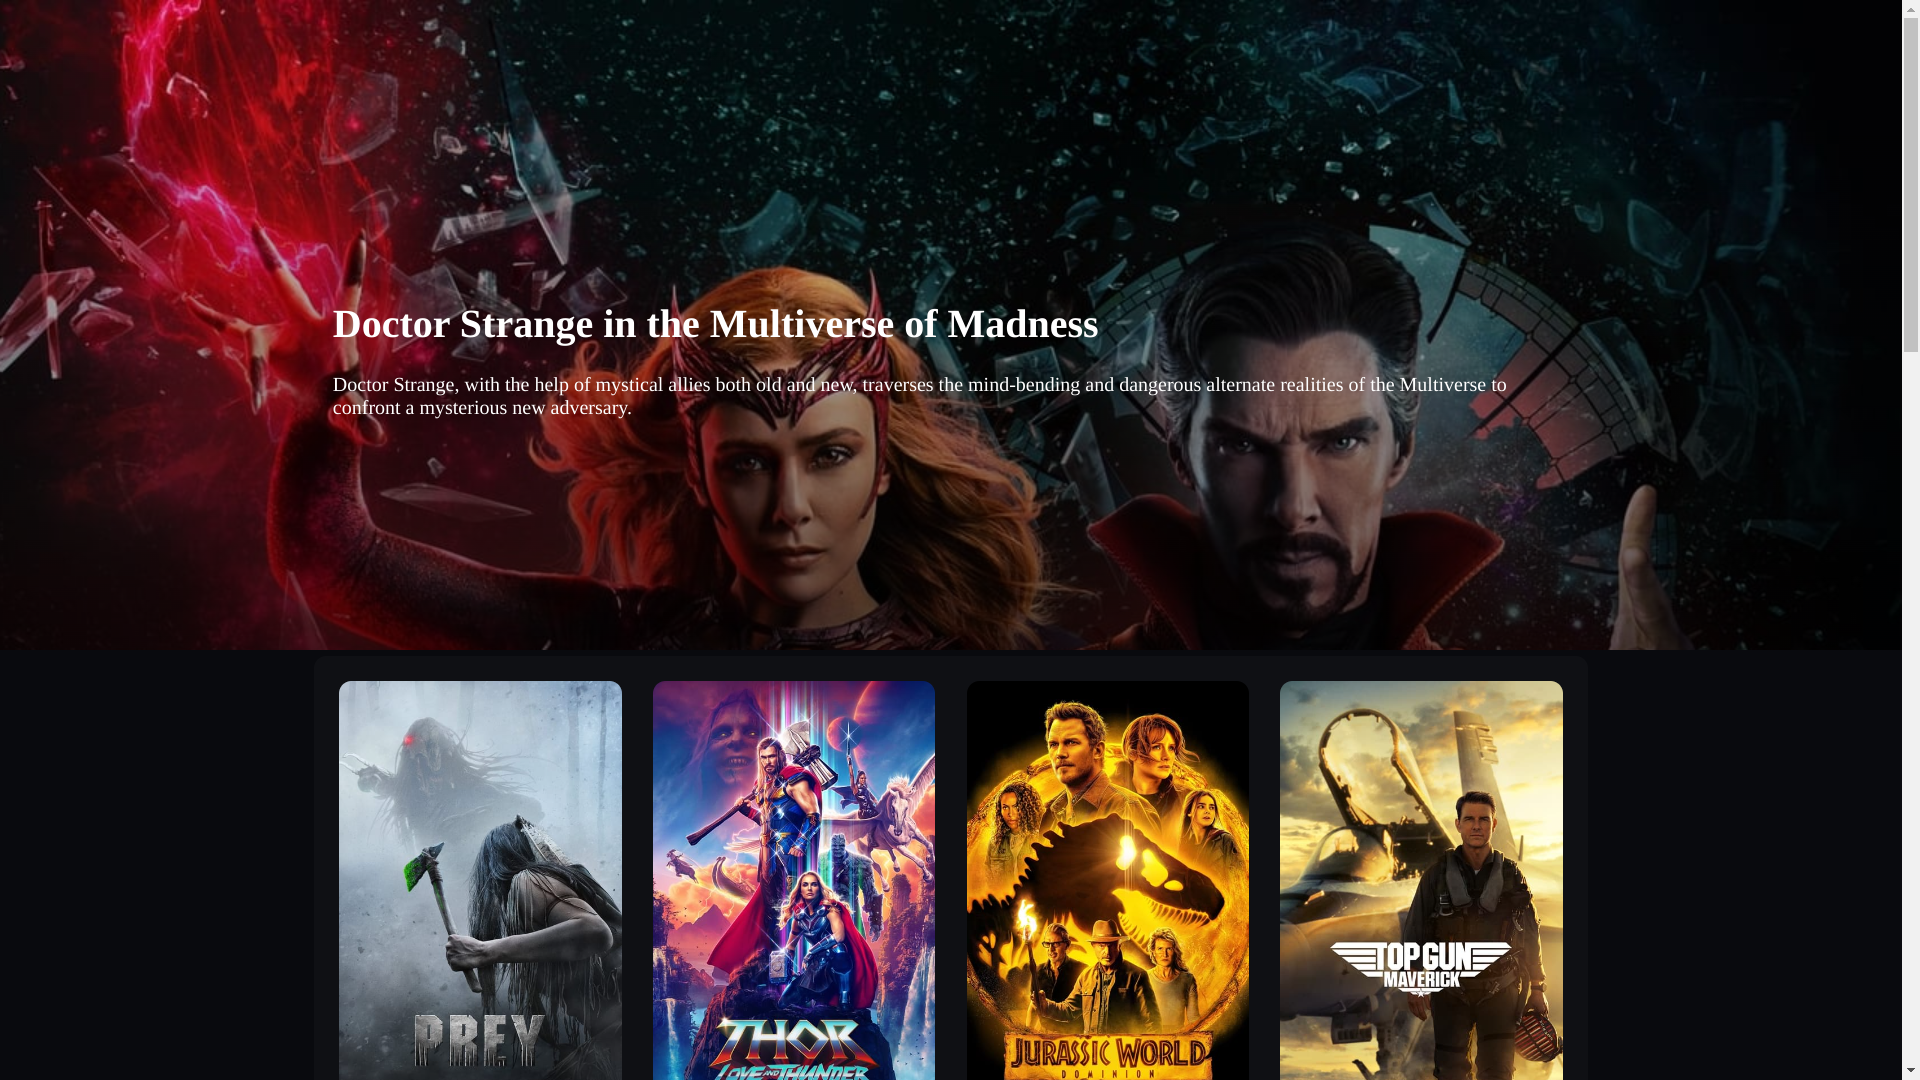 Doctor Strange in the Multiverse of Madness
Doctor Strange, with the help of mystical allies both old and new, traverses the mind-bending and dangerous alternate realities of the Multiverse to
confront a mysterious new adversary.
PREY
THOR
LOVE AND THUNDER
JURASSIC WORLD
DOMINION
TOP GUN
MAVERICK